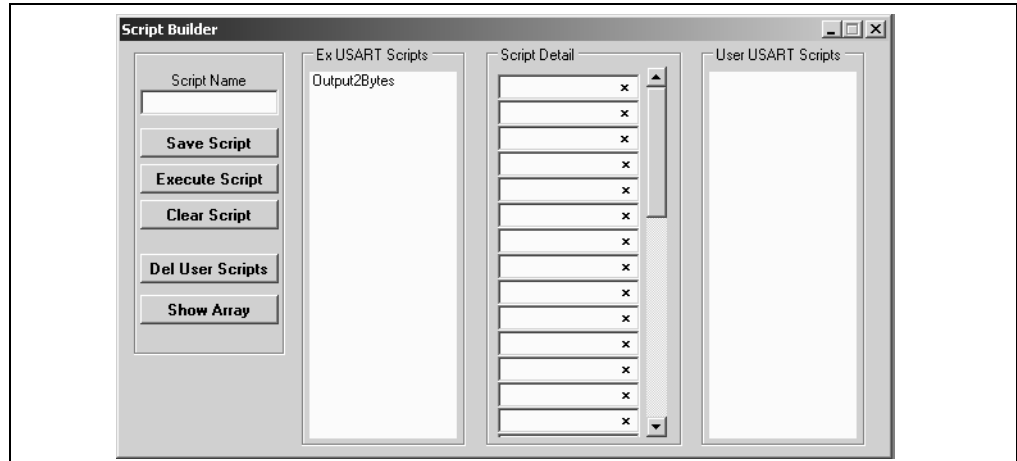 Script Builder
Script Name
Save Script
Execute Script
Clear Script
Del User Scripts
Show Array
Ex USART Scripts
Output2Bytes
Script Detail
x
x
x
x
x
x
x
x
x
x
x
x
x
x
User USART Scripts